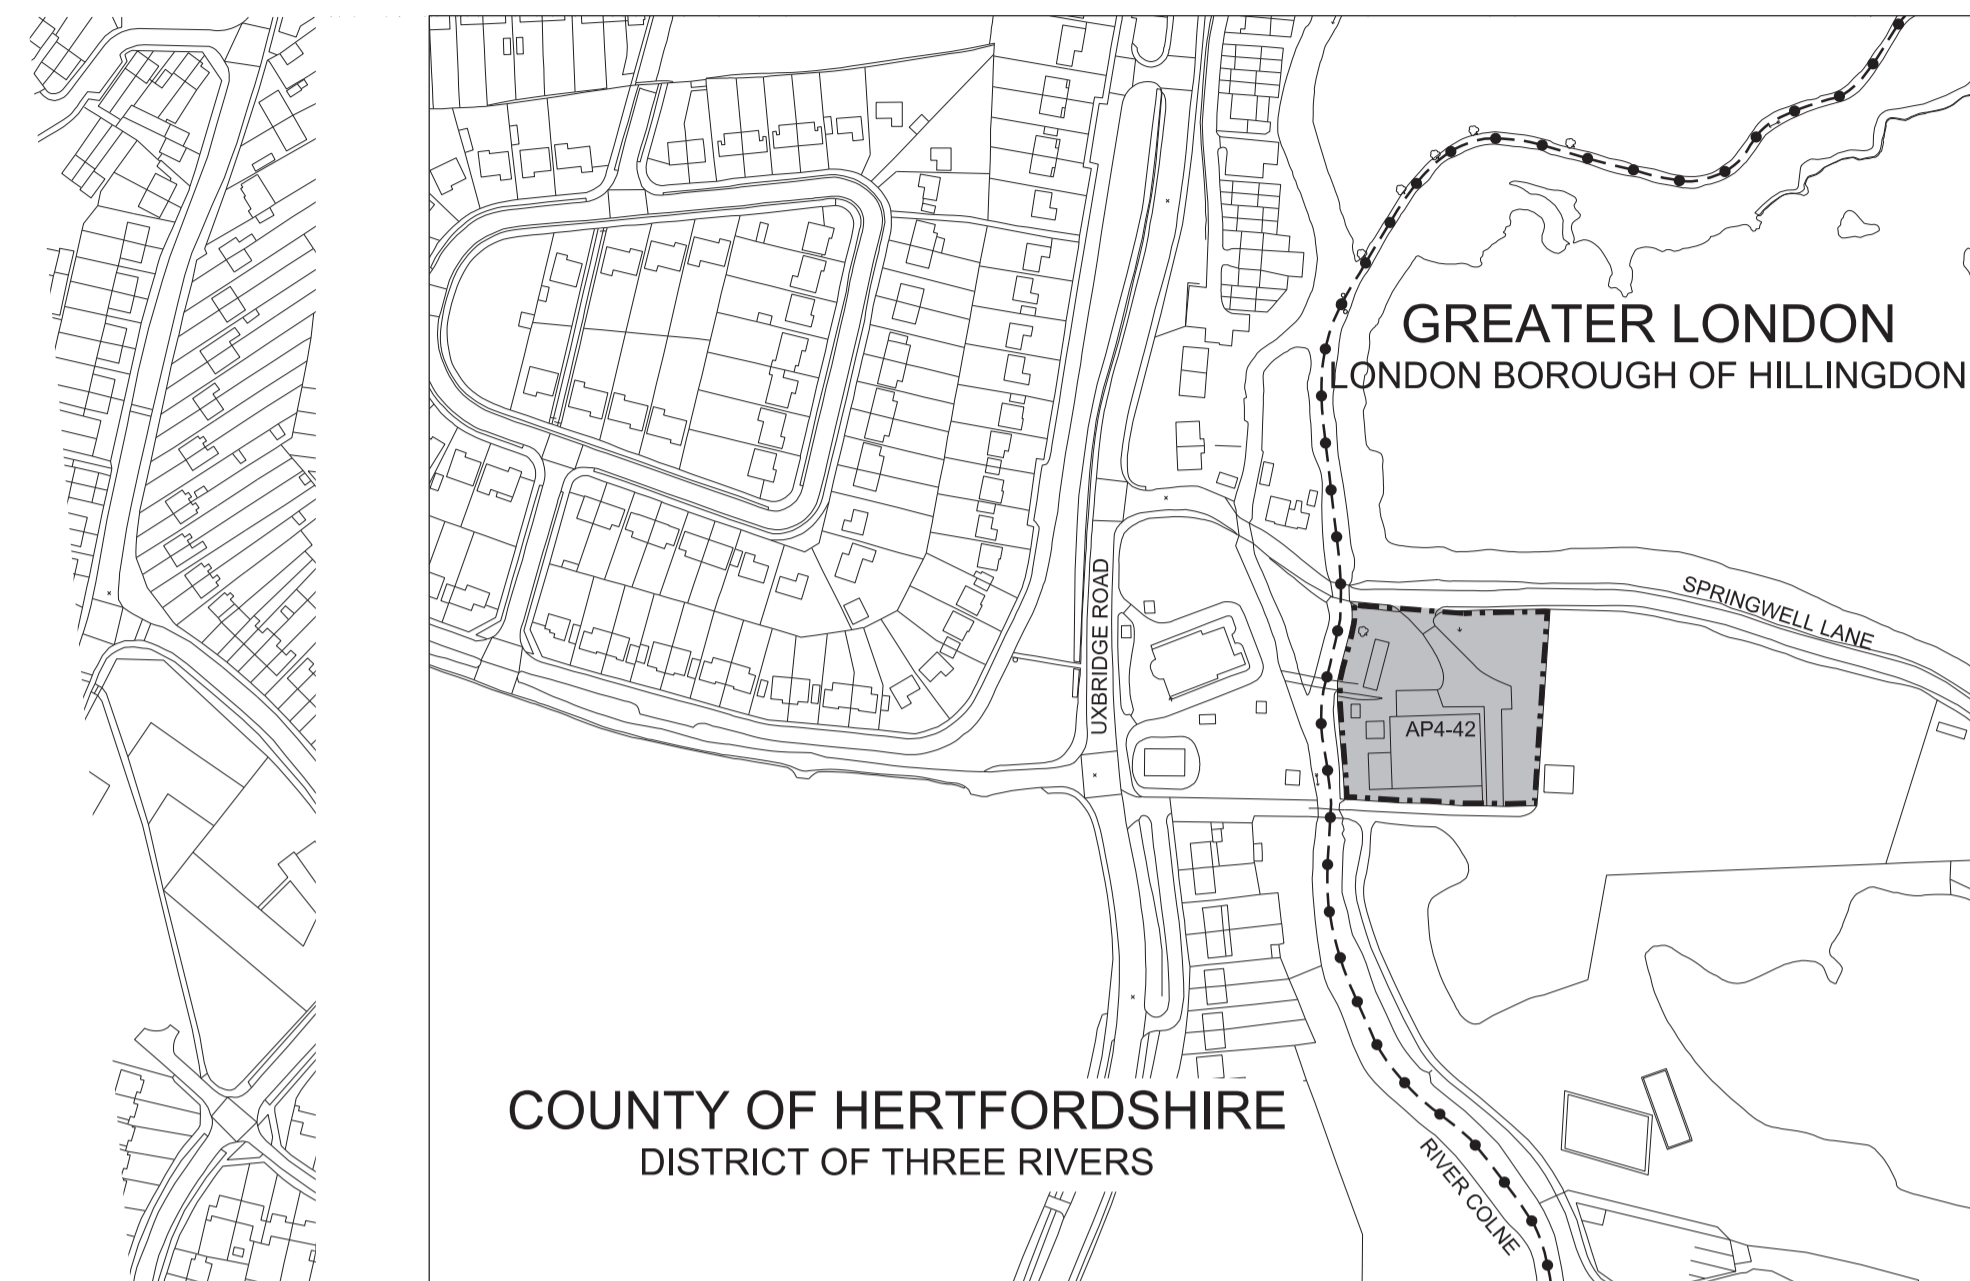 GREATER LONDON
LONDON BOROUGH OF HILLINGDON
SPRINGWELL LANE
UXBRIDGE ROAD
AP4-42
COUNTY OF HERTFORDSHIRE
DISTRICT OF THREE RIVERS
RIVER COLNE